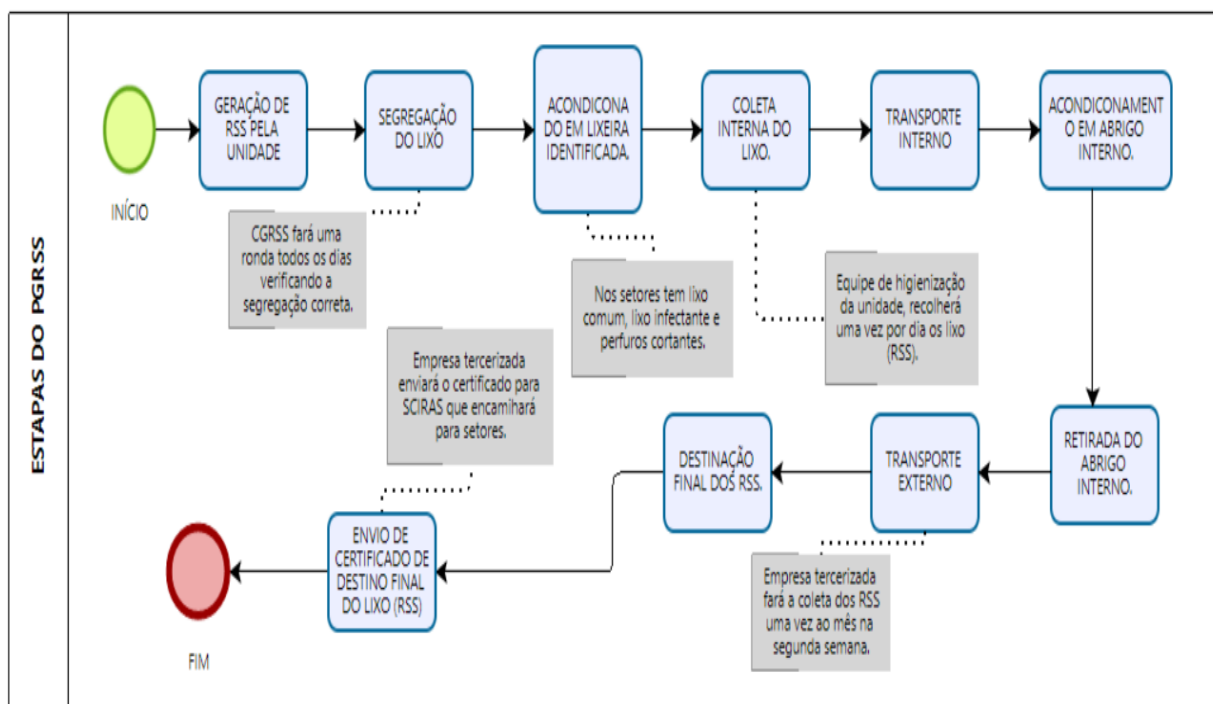 ESTAPAS DO PGRSS
INÍCIO
GERAÇÃO DE
RSS PELA
UNIDADE
SEGREGAÇÃO
DO LIXO
ACONDICONA
DO EM LIXEIRA
IDENTIFICADA.
COLETA
INTERNA DO
LIXO.
TRANSPORTE
INTERNO
ACONDICONAMENT
O EM ABRIGO
INTERNO.
CGRSS fará uma
ronda todos os dias
verificando a
segregação correta.
Nos setores tem lixo
comum, lixo infectante e
perfuros cortantes.
Equipe de higienização
da unidade, recolherá
uma vez por dia os lixo
(RSS).
RETIRADA DO
ABRIGO
INTERNO.
TRANSPORTE
EXTERNO
Empresa tercerizada
fará a coleta dos RSS
uma vez ao mês na
segunda semana.
DESTINAÇÃO
FINAL DOS RSS.
Empresa tercerizada
enviará o certificado para
SCIRAS que encamihará
para setores.
ENVIO DE
CERTIFICADO DE
DESTINO FINAL
DO LIXO (RSS)
FIM